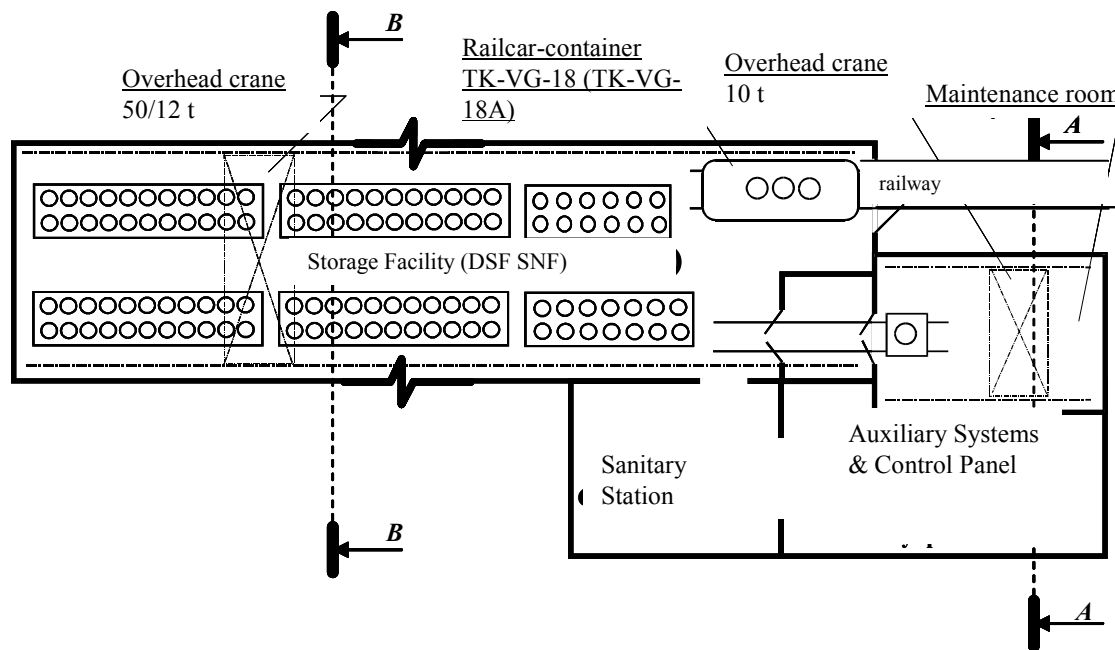 B
Railcar-container
TK-VG-18 (TK-VG-
18A)
Overhead crane
10 t
Overhead crane
50/12 t
Maintenance room
A
railway
Storage Facility (DSF SNF)
Auxiliary Systems
& Control Panel
Sanitary
Station
B
A